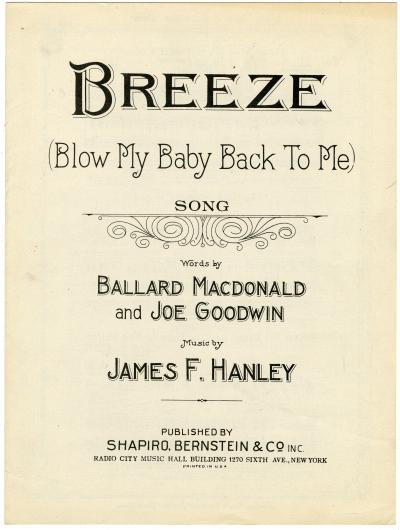 BREEZE
(Blow My Baby Back To Me)
SONG
Words by
BALLARD MACDONALD
and JOE GOODWIN
Music by
JAMES F. HANLEY
PUBLISHED BY
SHAPIRO, BERNSTEIN & CO INC.
RADIO CITY MUSIC HALL BUILDING 1270 SIXTH AVE., NEW YORK
PRINTED IN U.S.A